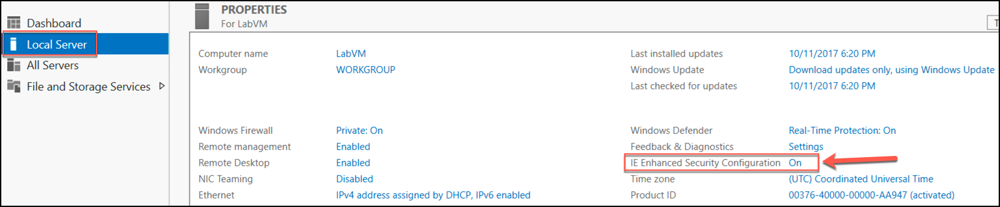 PROPERTIES
For LabVM
T
Dashboard
Local Server
All Servers
File and Storage Services
Computer name LabVM
Workgroup WORKGROUP
Last installed updates 10/11/2017 6:20 PM
Windows Update Download updates only, using Windows Update
Last checked for updates 10/11/2017 6:20 PM
Windows Firewall Private: On
Remote management Enabled
Remote Desktop Enabled
NIC Teaming Disabled
Ethernet IPv4 address assigned by DHCP, IPv6 enabled
Windows Defender Real-Time Protection: On
Feedback & Diagnostics Settings
IE Enhanced Security Configuration On
Time zone (UTC) Coordinated Universal Time
Product ID 00376-40000-00000-AA947 (activated)